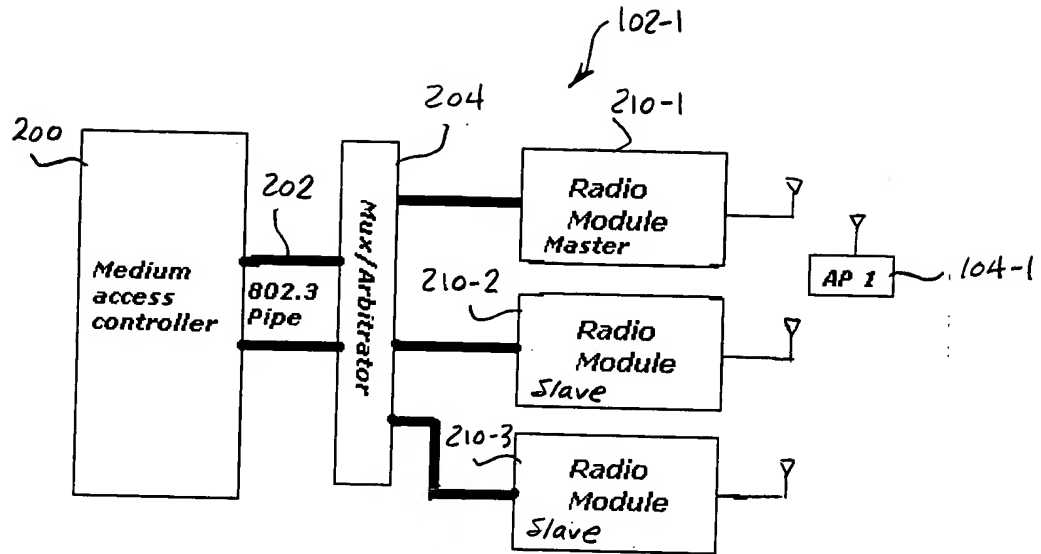 102-1
204
210-1
200
202
Radio
Module
Master
Medium
access
controller
802.3
Pipe
Mux/Arbitrator
210-2
AP 1
104-1
Radio
Module
Slave
210-3
Radio
Module
Slave